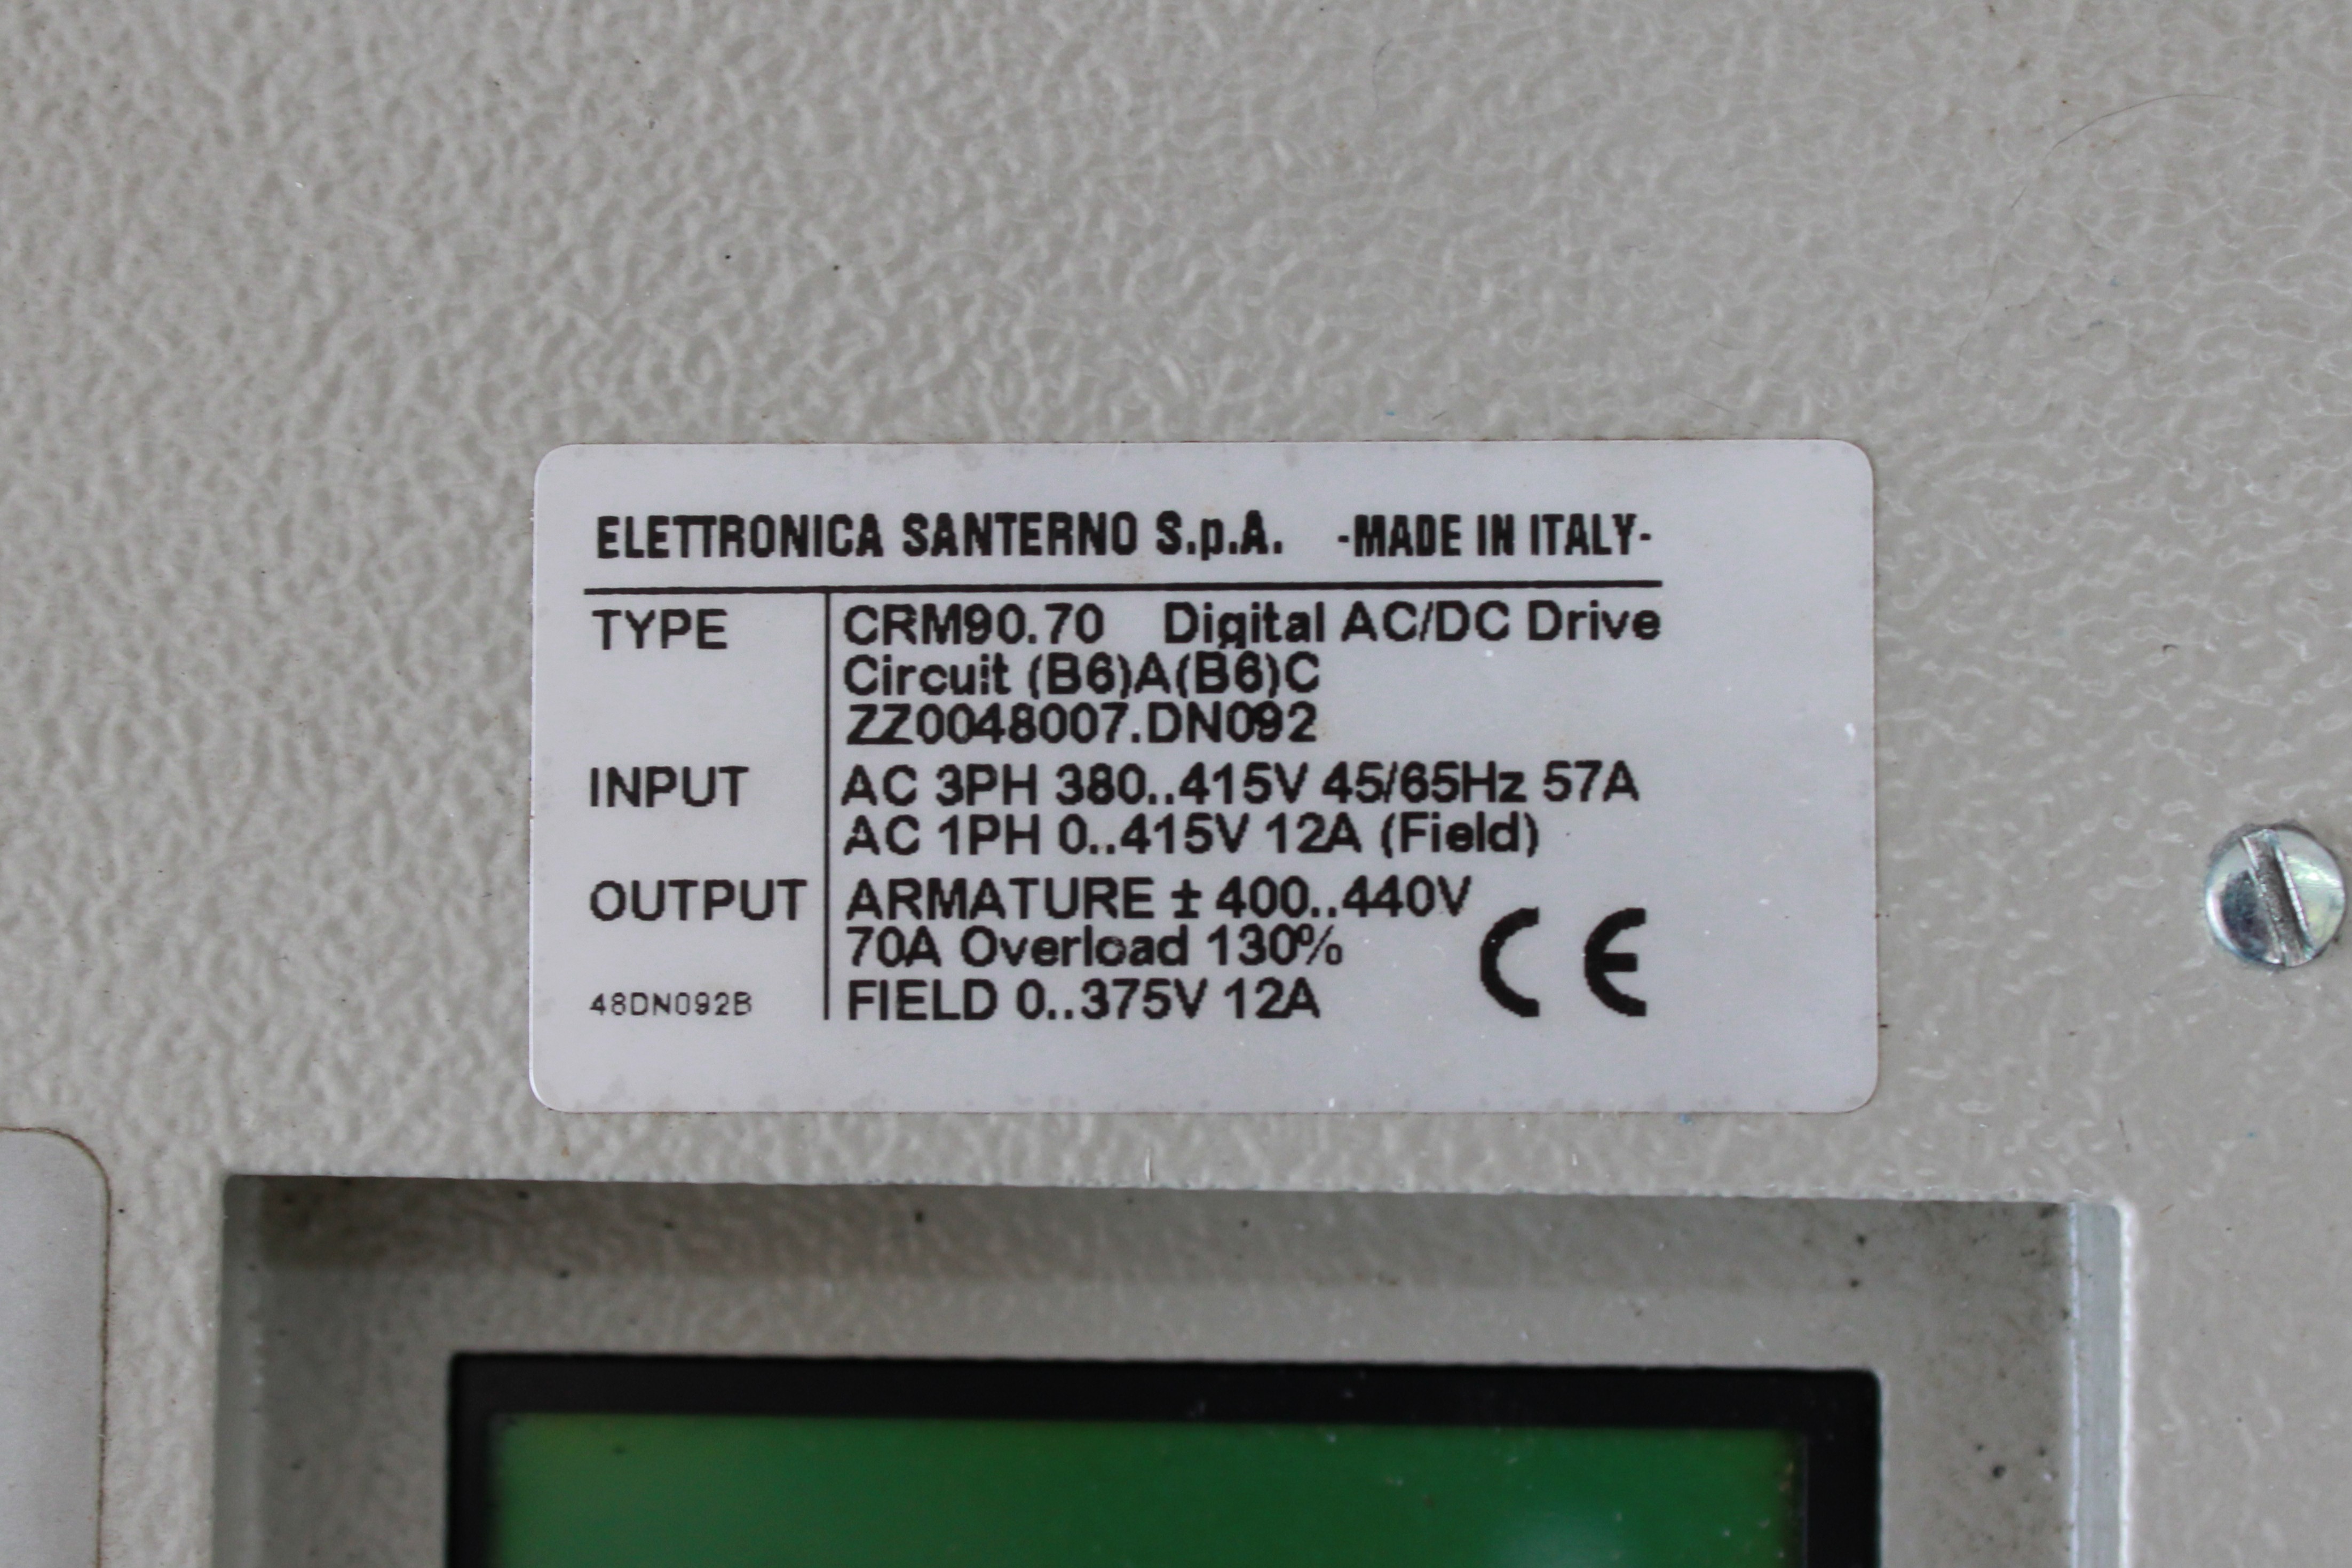 ELETTRONICA SANTERNO S.p.A. -MADE IN ITALY-
TYPE CRM90.70 Digital AC/DC Drive
Circuit (B6)A(B6)C
ZZ0048007.DN092
INPUT AC 3PH 380..415V 45/65Hz 57A
AC 1PH 0..415V 12A (Field)
OUTPUT ARMATURE ± 400..440V
70A Overload 130%
48DN092B FIELD 0..375V 12A CE